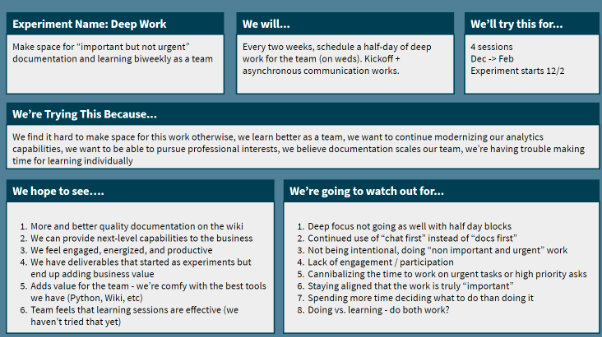 Experiment Name: Deep Work
Make space for "important but not urgent"
documentation and learning biweekly as a team
We will...
Every two weeks, schedule a half-day of deep
work for the team (on weds). Kickoff +
asynchronous communication works.
We'll try this for...
4 sessions
Dec -> Feb
Experiment starts 12/2
We're Trying This Because...
We find it hard to make space for this work otherwise, we learn better as a team, we want to continue modernizing our analytics
capabilities, we want to be able to pursue professional interests, we believe documentation scales our team, we're having trouble making
time for learning individually
We hope to see....
1. More and better quality documentation on the wiki
2. We can provide next-level capabilities to the business
3. We feel engaged, energized, and productive
4. We have deliverables that started as experiments but
end up adding business value
5. Adds value for the team - we're comfy with the best tools
we have (Python, Wiki, etc)
6. Team feels that learning sessions are effective (we
haven't tried that yet)
We're going to watch out for...
1. Deep focus not going as well with half day blocks
2. Continued use of "chat first" instead of "docs first"
3. Not being intentional, doing "non important and urgent" work
4. Lack of engagement / participation
5. Cannibalizing the time to work on urgent tasks or high priority asks
6. Staying aligned that the work is truly "important"
7. Spending more time deciding what to do than doing it
8. Doing vs. learning - do both work?